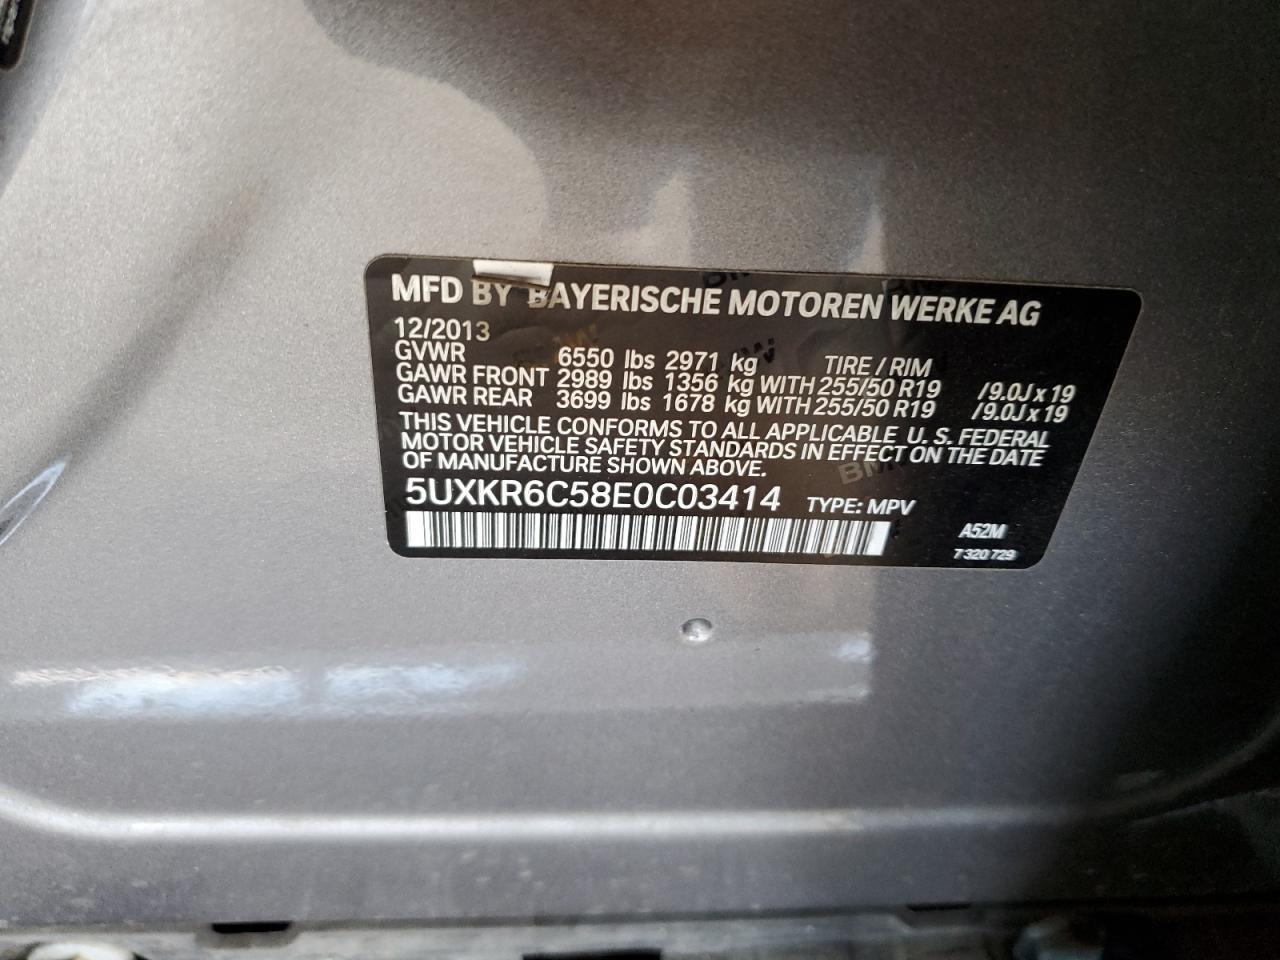 MFD BY BAYERISCHE MOTOREN WERKE AG
12/2013
GVWR 6550 lbs 2971 kg TIRE / RIM
GAWR FRONT 2989 lbs 1356 kg WITH 255/50 R19 /9.0J x 19
GAWR REAR 3699 lbs 1678 kg WITH 255/50 R19 /9.0J x 19
THIS VEHICLE CONFORMS TO ALL APPLICABLE U. S. FEDERAL
MOTOR VEHICLE SAFETY STANDARDS IN EFFECT ON THE DATE
OF MANUFACTURE SHOWN ABOVE.
5UXKR6C58E0C03414 TYPE: MPV
A52M
7 320 729